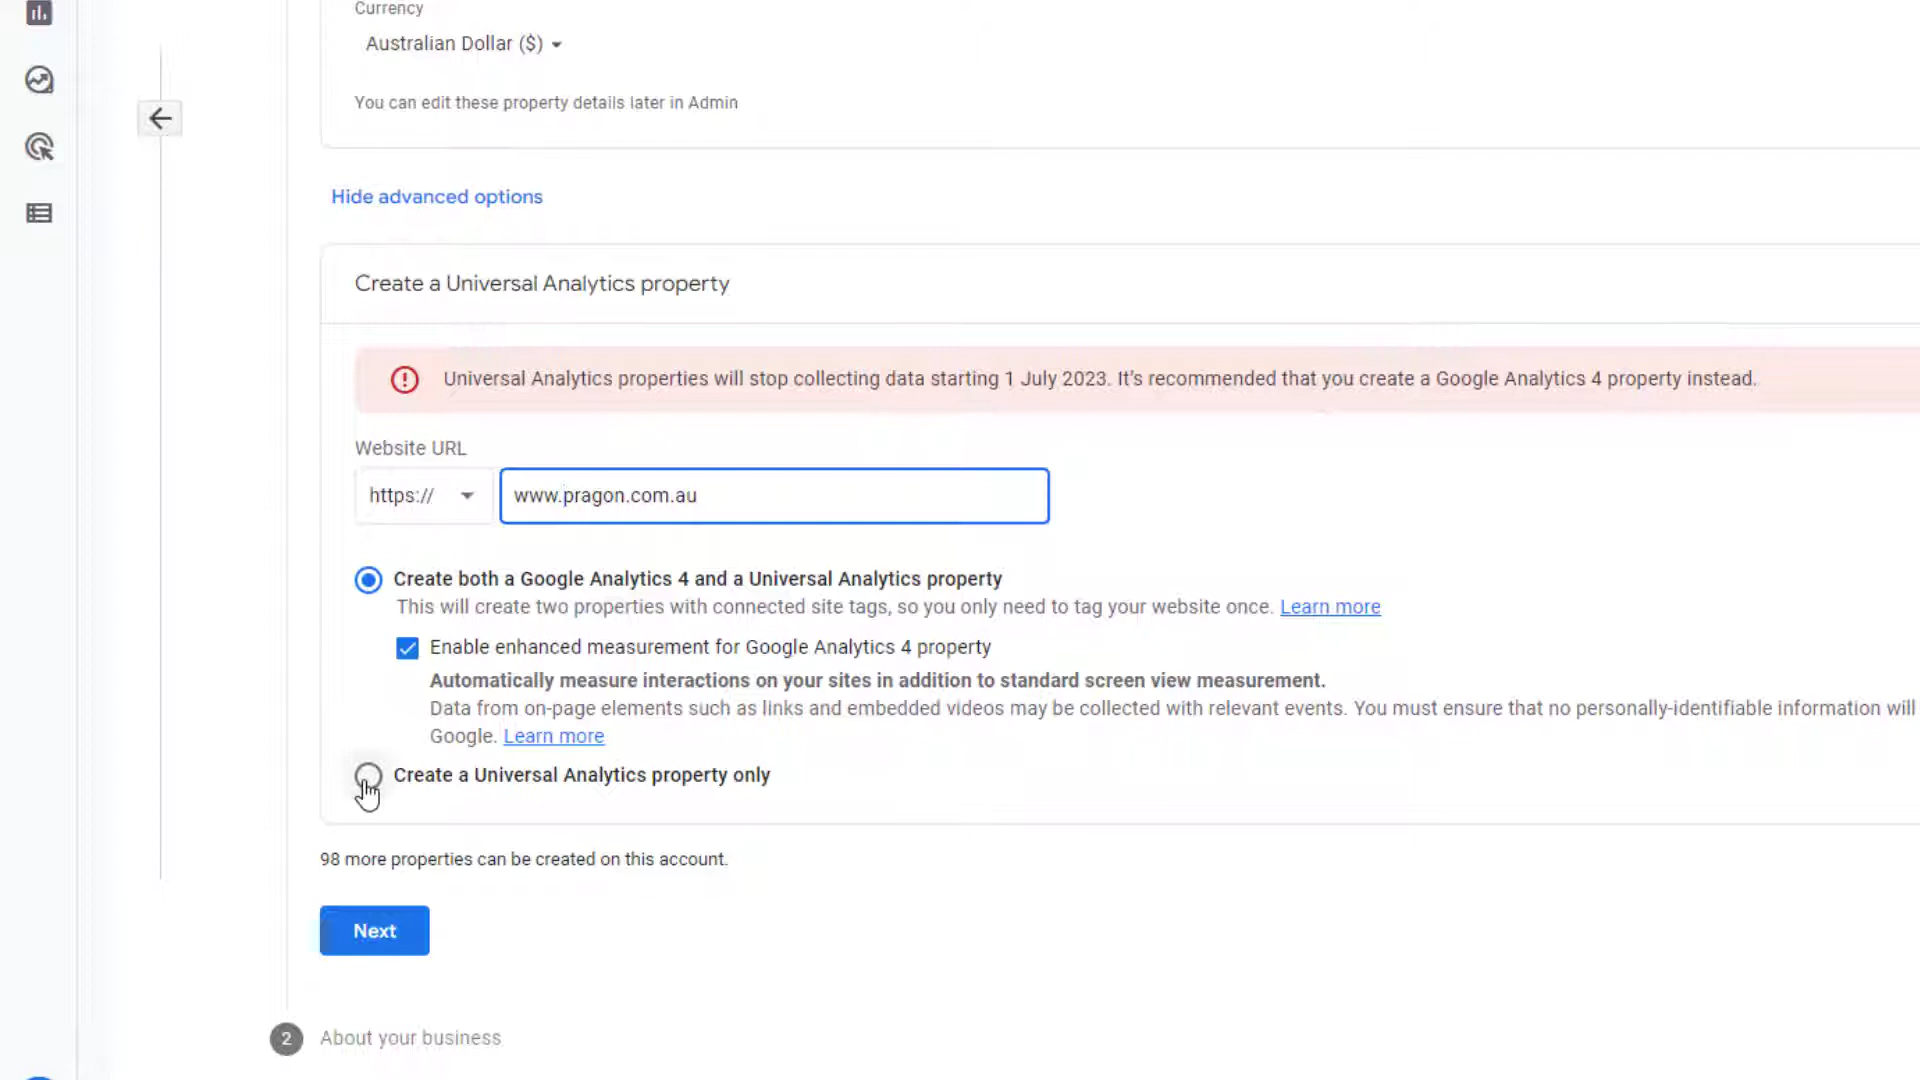 Currency
Australian Dollar ($)
You can edit these property details later in Admin
Hide advanced options
Create a Universal Analytics property
Universal Analytics properties will stop collecting data starting 1 July 2023. It's recommended that you create a Google Analytics 4 property instead.
Website URL
https:// www.pragon.com.au
Create both a Google Analytics 4 and a Universal Analytics property
This will create two properties with connected site tags, so you only need to tag your website once. Learn more
Enable enhanced measurement for Google Analytics 4 property
Automatically measure interactions on your sites in addition to standard screen view measurement.
Data from on-page elements such as links and embedded videos may be collected with relevant events. You must ensure that no personally-identifiable information will
Google. Learn more
Create a Universal Analytics property only
98 more properties can be created on this account.
Next
2 About your business